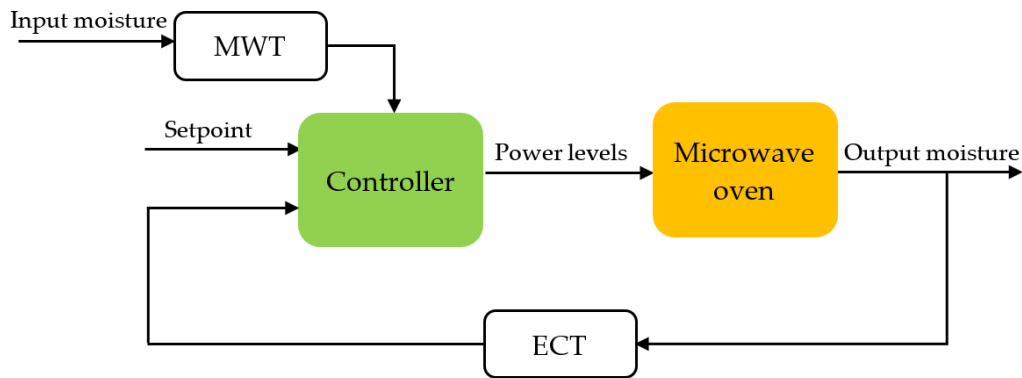 Input moisture
MWT
Setpoint
Controller
Power levels
Microwave
oven
Output moisture
ECT